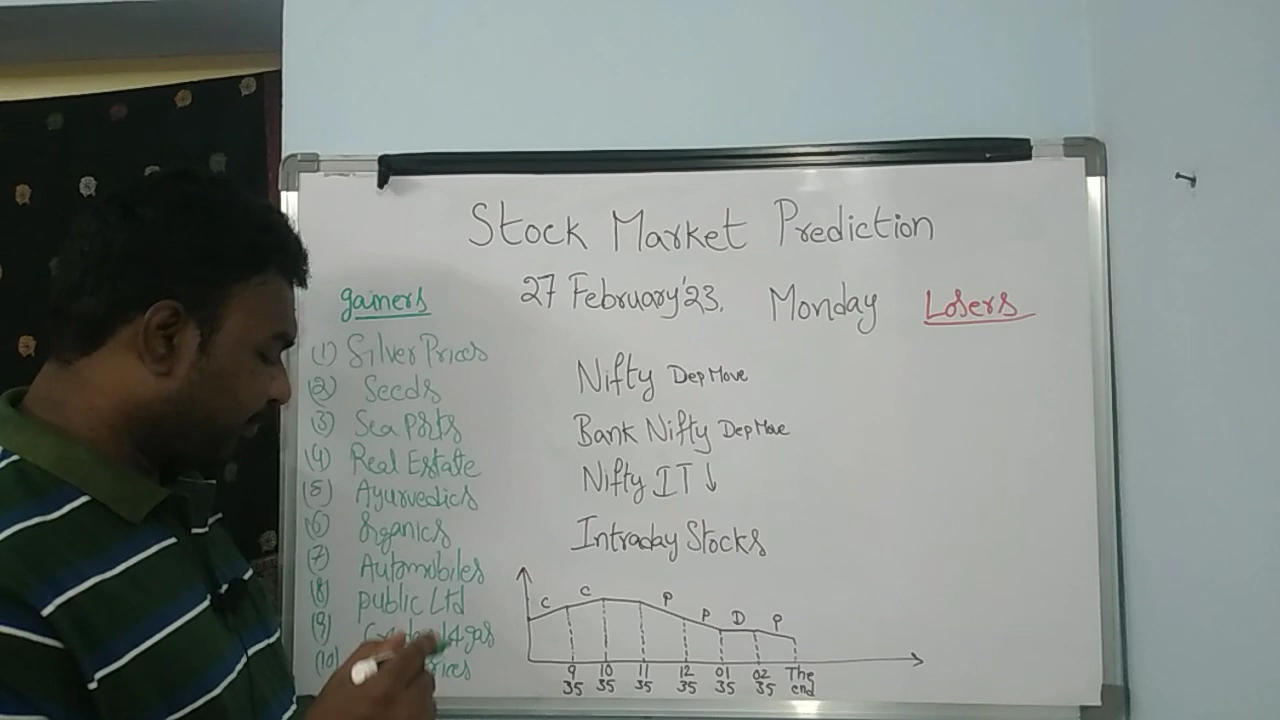 Stock Market Prediction
27 February'23. Monday
gainers
(1) Silver Prices
(2) Seeds
(3) Sea Ports
(4) Real Estate
(5) Ayurvedics
(6) Organics
(7) Automobiles
(8) Public Ltd
(9) gas
(10)
Nifty Dep Move
Bank Nifty Dep Move
Nifty IT ↓
Intraday Stocks
C C P P D P
9 35 10 35 11 35 12 35 01 35 02 35 The end
Losers